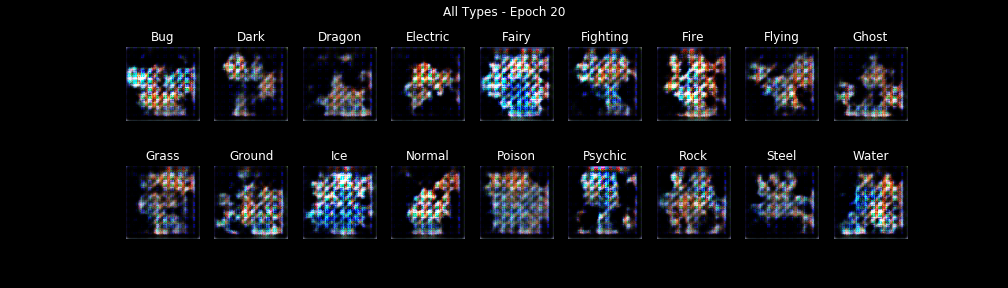 All Types - Epoch 20
Bug Dark Dragon Electric Fairy Fighting Fire Flying Ghost
Grass Ground Ice Normal Poison Psychic Rock Steel Water